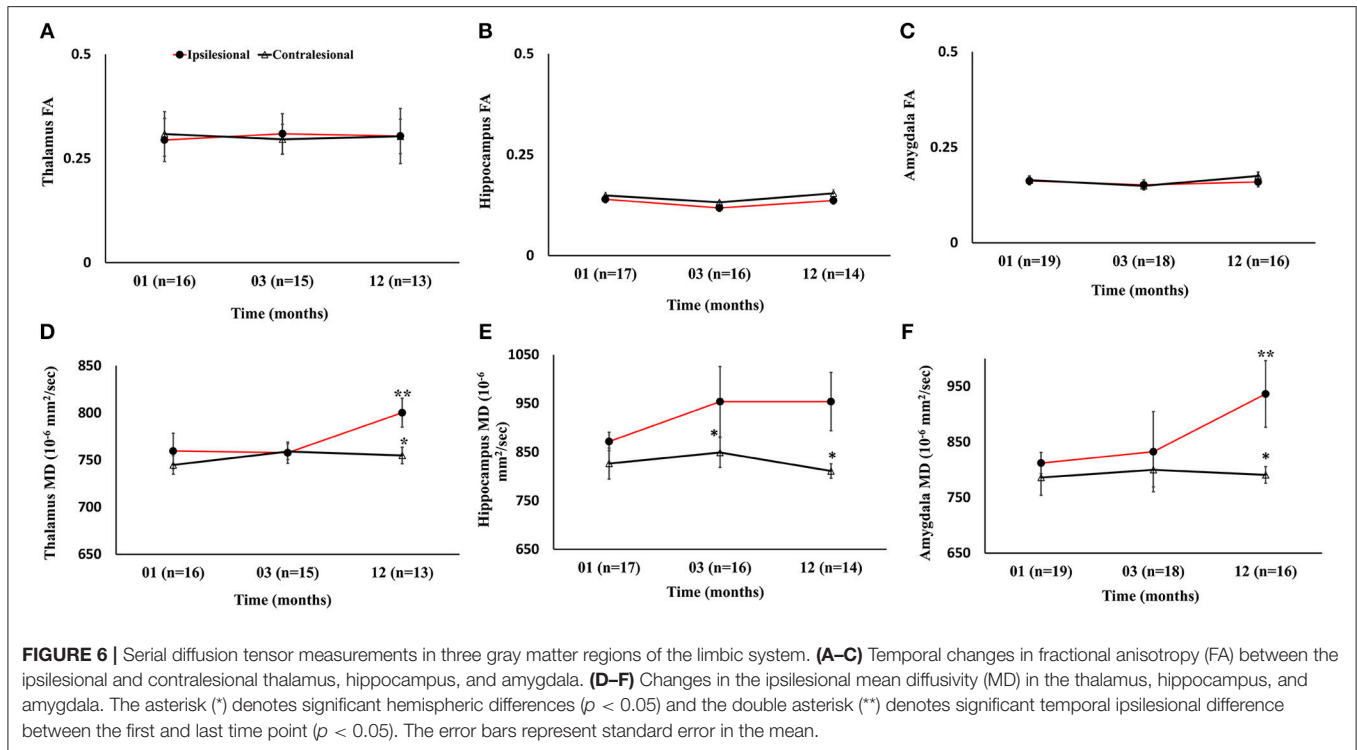 A
B
C
Ipsilesional
Contralesional
0.5
0.25
0
Thalamus FA
01 (n=16)
03 (n=15)
12 (n=13)
Time (months)
0.5
0.25
0
Hippocampus FA
01 (n=17)
03 (n=16)
12 (n=14)
Time (months)
0.5
0.25
0
Amygdala FA
01 (n=19)
03 (n=18)
12 (n=16)
Time (months)
D
E
F
850
800
750
700
650
Thalamus MD (10⁻⁶ mm²/sec)
**
*
01 (n=16)
03 (n=15)
12 (n=13)
Time (months)
1050
950
850
750
650
Hippocampus MD (10⁻⁶
mm²/sec)
*
*
01 (n=17)
03 (n=16)
12 (n=14)
Time (months)
950
850
750
650
Amygdala MD (10⁻⁶ mm²/sec)
**
*
01 (n=19)
03 (n=18)
12 (n=16)
Time (months)
FIGURE 6 | Serial diffusion tensor measurements in three gray matter regions of the limbic system. (A–C) Temporal changes in fractional anisotropy (FA) between the
ipsilesional and contralesional thalamus, hippocampus, and amygdala. (D–F) Changes in the ipsilesional mean diffusivity (MD) in the thalamus, hippocampus, and
amygdala. The asterisk (*) denotes significant hemispheric differences (p < 0.05) and the double asterisk (**) denotes significant temporal ipsilesional difference
between the first and last time point (p < 0.05). The error bars represent standard error in the mean.